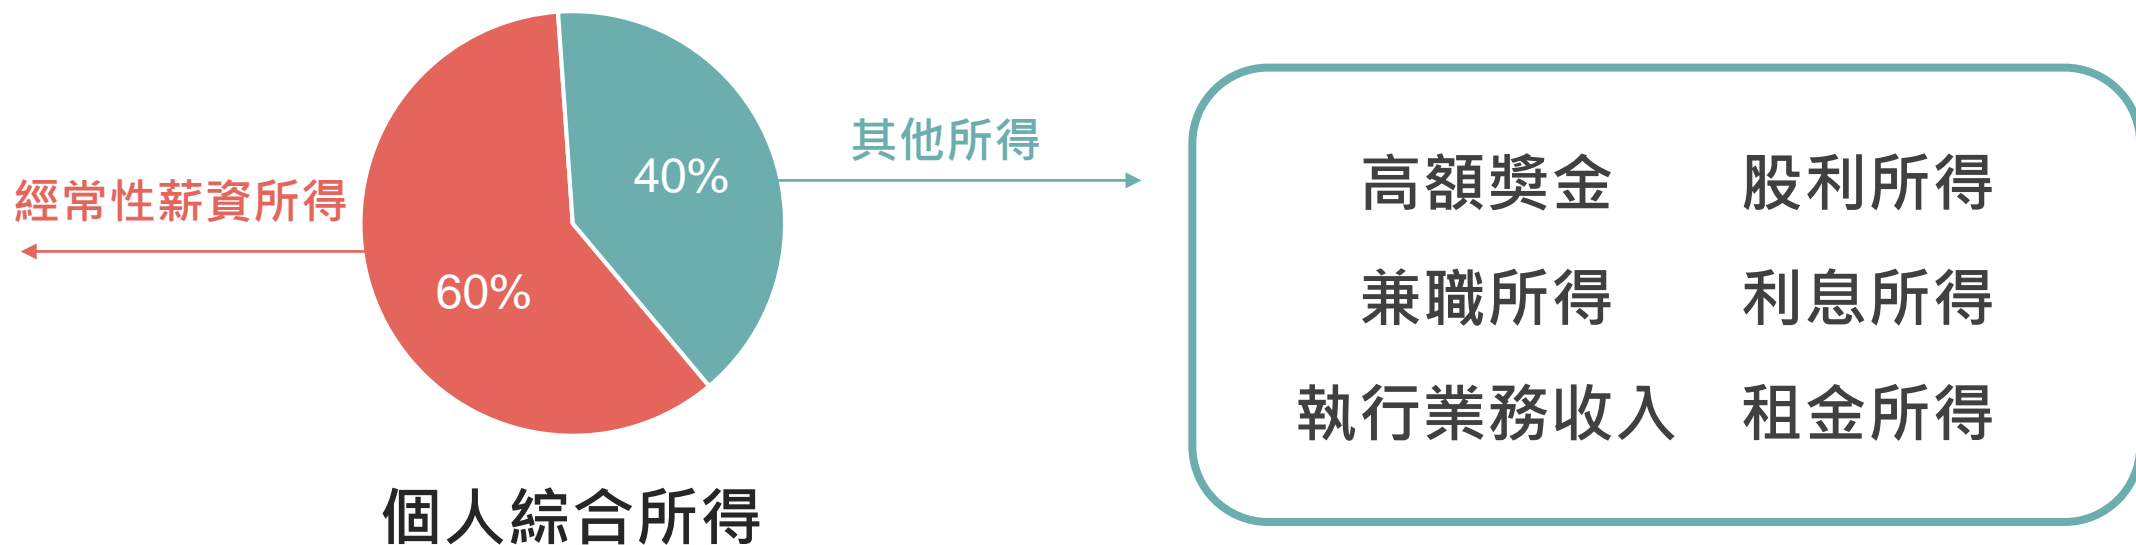 其他所得
40%
經常性薪資所得
60%
個人綜合所得
高額獎金 股利所得
兼職所得 利息所得
執行業務收入 租金所得